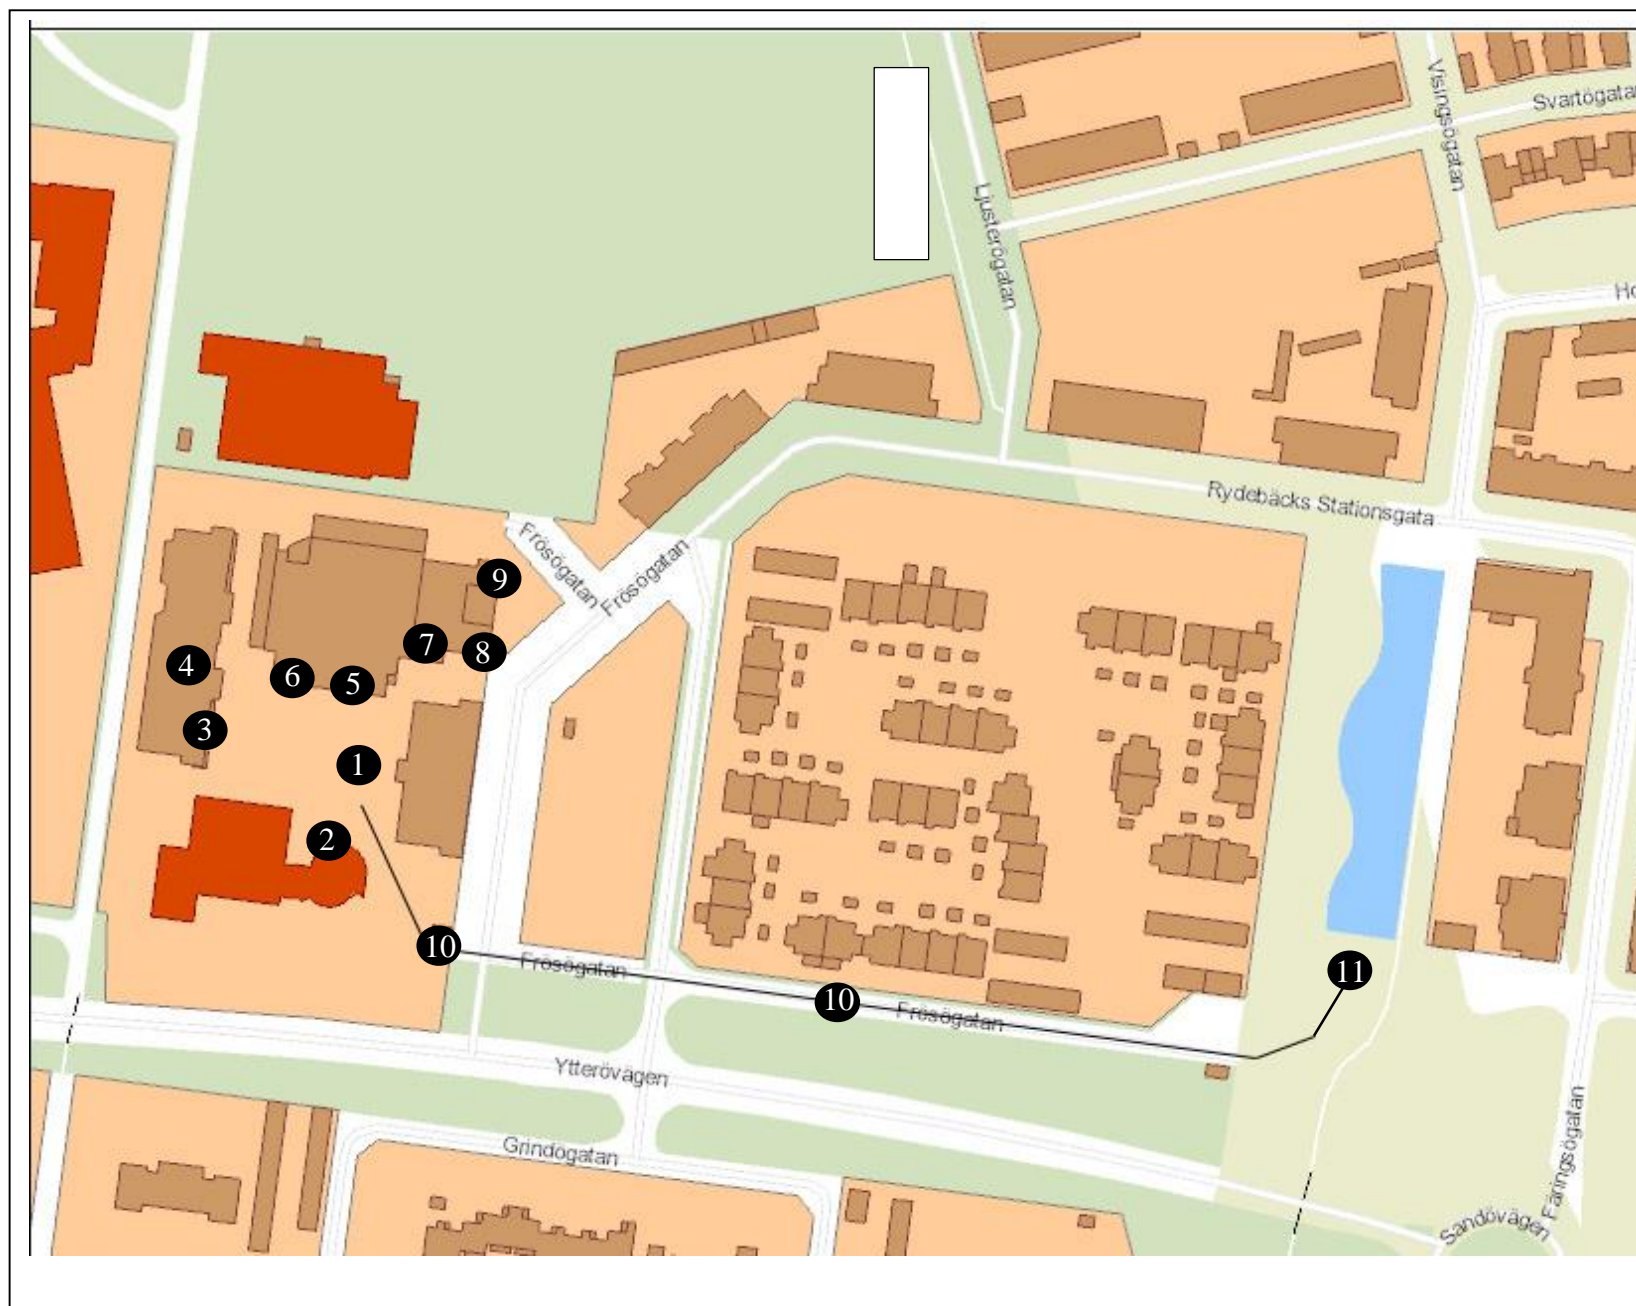 Visingsögatan
Svartögatan
Ljusterögatan
Ho
Rydebäcks Stationsgata
Frösögatan
Frösögatan
9
7
8
4
6
5
3
1
2
10
Frösögatan
11
10
Frösögatan
Ytterövägen
Grindögatan
Färingsögatan
Sandövägen